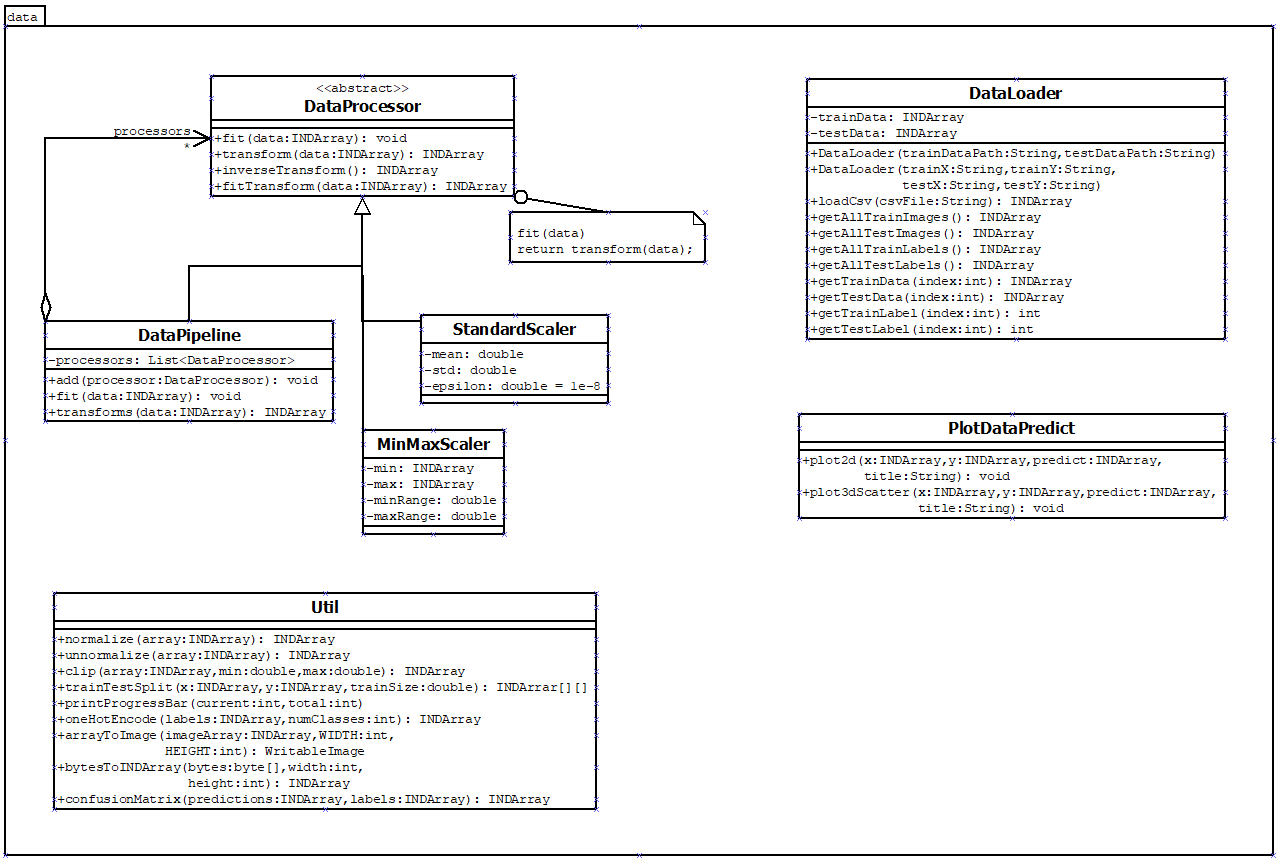 data
<<abstract>>
DataProcessor
processors
*
+fit(data:INDArray): void
+transform(data:INDArray): INDArray
+inverseTransform(): INDArray
+fitTransform(data:INDArray): INDArray
fit(data)
return transform(data);
DataLoader
-trainData: INDArray
-testData: INDArray
+DataLoader(trainDataPath:String,testDataPath:String)
+DataLoader(trainX:String,trainY:String,
testX:String,testY:String)
+loadCsv(csvFile:String): INDArray
+getAllTrainImages(): INDArray
+getAllTestImages(): INDArray
+getAllTrainLabels(): INDArray
+getAllTestLabels(): INDArray
+getTrainData(index:int): INDArray
+getTestData(index:int): INDArray
+getTrainLabel(index:int): int
+getTestLabel(index:int): int
DataPipeline
-processors: List<DataProcessor>
+add(processor:DataProcessor): void
+fit(data:INDArray): void
+transforms(data:INDArray): INDArray
StandardScaler
-mean: double
-std: double
-epsilon: double = 1e-8
MinMaxScaler
-min: INDArray
-max: INDArray
-minRange: double
-maxRange: double
PlotDataPredict
+plot2d(x:INDArray,y:INDArray,predict:INDArray,
title:String): void
+plot3dScatter(x:INDArray,y:INDArray,predict:INDArray,
title:String): void
Util
+normalize(array:INDArray): INDArray
+unnormalize(array:INDArray): INDArray
+clip(array:INDArray,min:double,max:double): INDArray
+trainTestSplit(x:INDArray,y:INDArray,trainSize:double): INDArrar[][]
+printProgressBar(current:int,total:int)
+oneHotEncode(labels:INDArray,numClasses:int): INDArray
+arrayToImage(imageArray:INDArray,WIDTH:int,
HEIGHT:int): WritableImage
+bytesToINDArray(bytes:byte[],width:int,
height:int): INDArray
+confusionMatrix(predictions:INDArray,labels:INDArray): INDArray